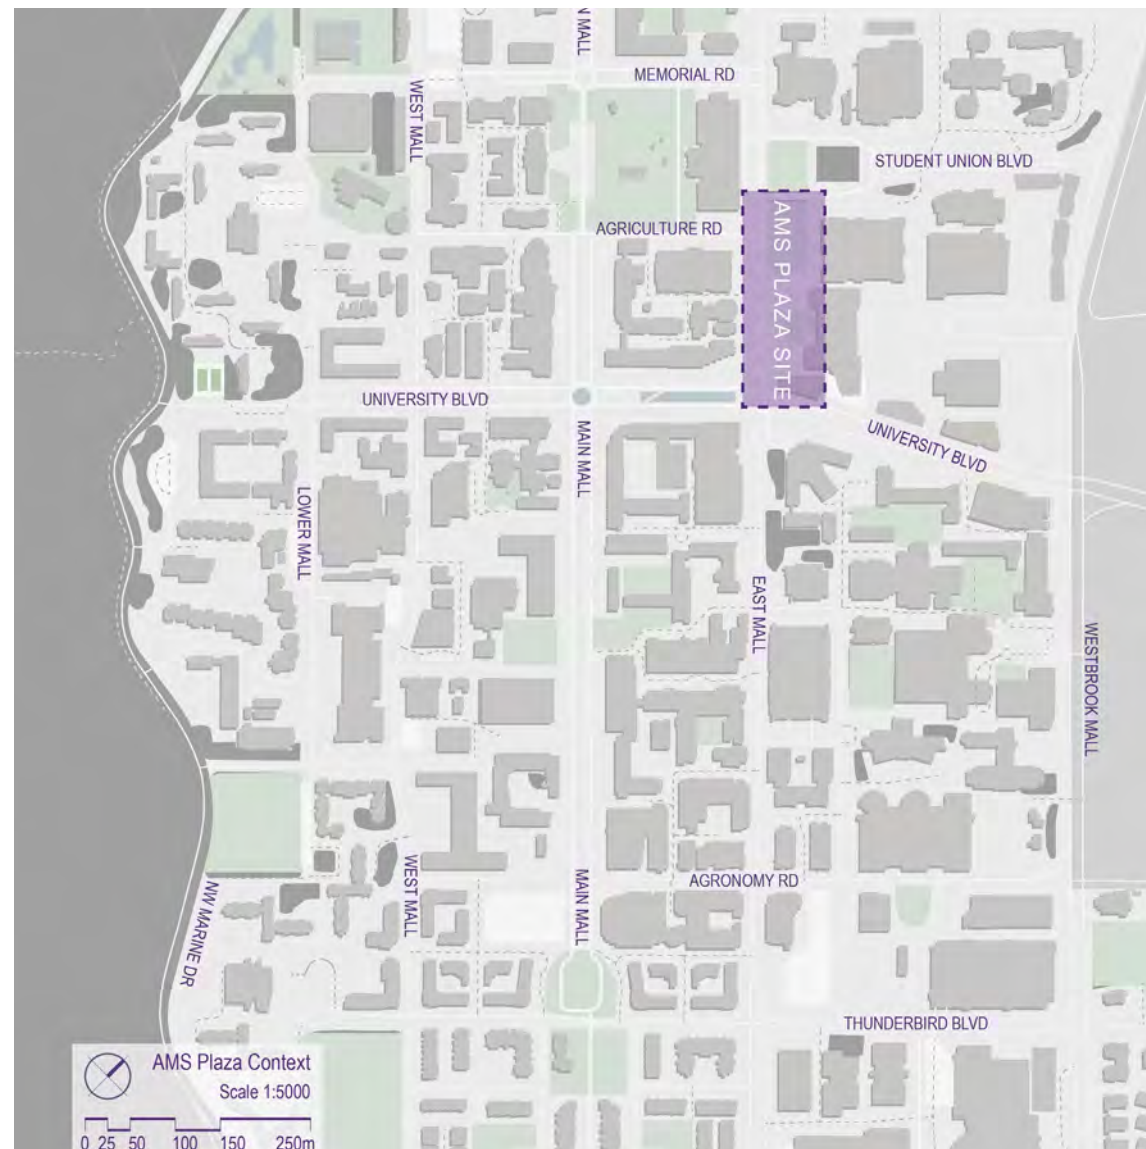 N MALL
MEMORIAL RD
WEST MALL
STUDENT UNION BLVD
AMS PLAZA SITE
AGRICULTURE RD
UNIVERSITY BLVD
MAIN MALL
UNIVERSITY BLVD
LOWER MALL
EAST MALL
WESTBROOK MALL
WEST MALL
MAIN MALL
AGRONOMY RD
NW MARINE DR
THUNDERBIRD BLVD
AMS Plaza Context
Scale 1:5000
0 25 50 100 150 250m